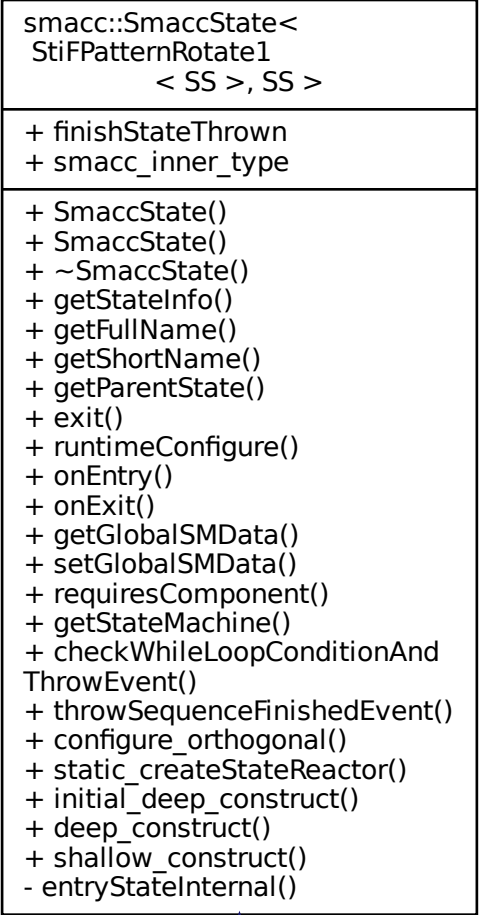 smacc::SmaccState<
StiFPatternRotate1
< SS >, SS >
+ finishStateThrown
+ smacc_inner_type
+ SmaccState()
+ SmaccState()
+ ~SmaccState()
+ getStateInfo()
+ getFullName()
+ getShortName()
+ getParentState()
+ exit()
+ runtimeConfigure()
+ onEntry()
+ onExit()
+ getGlobalSMData()
+ setGlobalSMData()
+ requiresComponent()
+ getStateMachine()
+ checkWhileLoopConditionAnd
ThrowEvent()
+ throwSequenceFinishedEvent()
+ configure_orthogonal()
+ static_createStateReactor()
+ initial_deep_construct()
+ deep_construct()
+ shallow_construct()
- entryStateInternal()